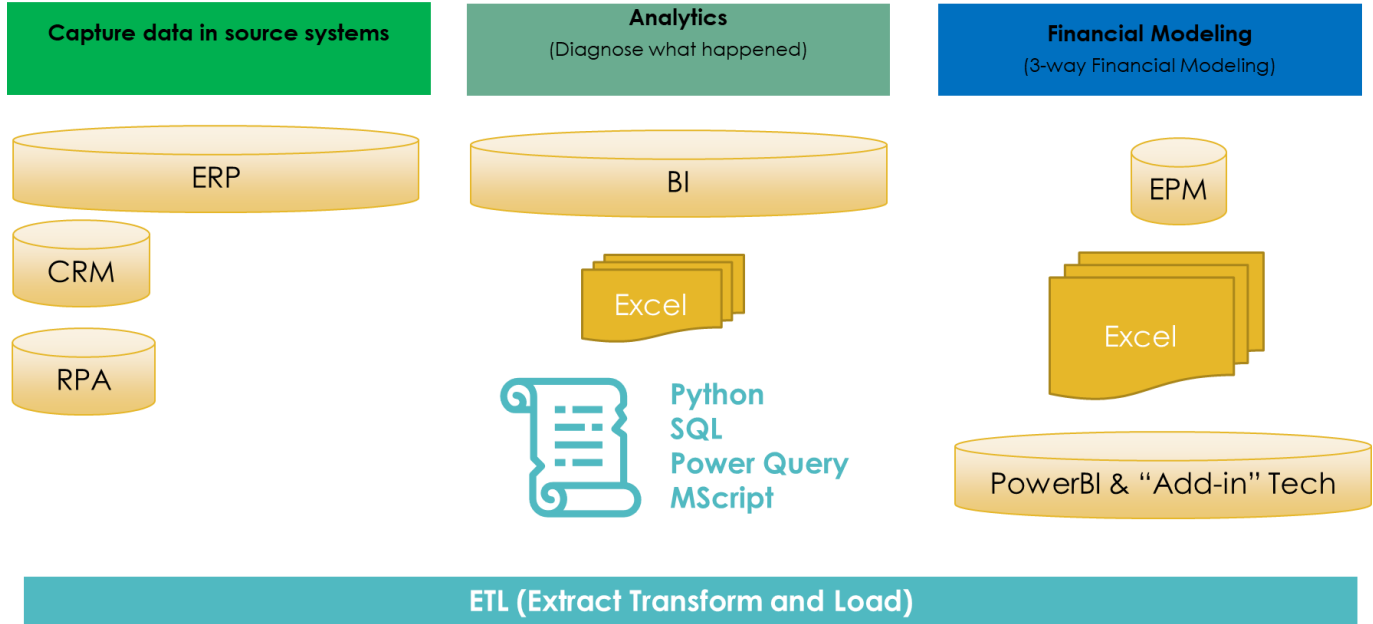 Capture data in source systems
ERP
CRM
RPA
Analytics
(Diagnose what happened)
BI
Excel
Python
SQL
Power Query
MScript
Financial Modeling
(3-way Financial Modeling)
EPM
Excel
PowerBI & “Add-in” Tech
ETL (Extract Transform and Load)